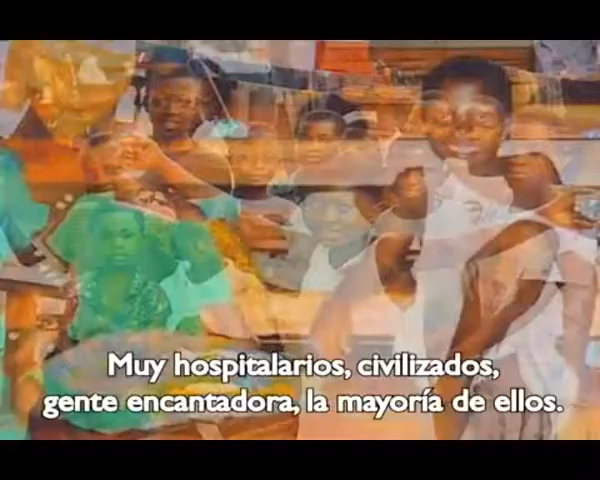 Muy hospitalarios, civilizados,
gente encantadora, la mayoría de ellos.